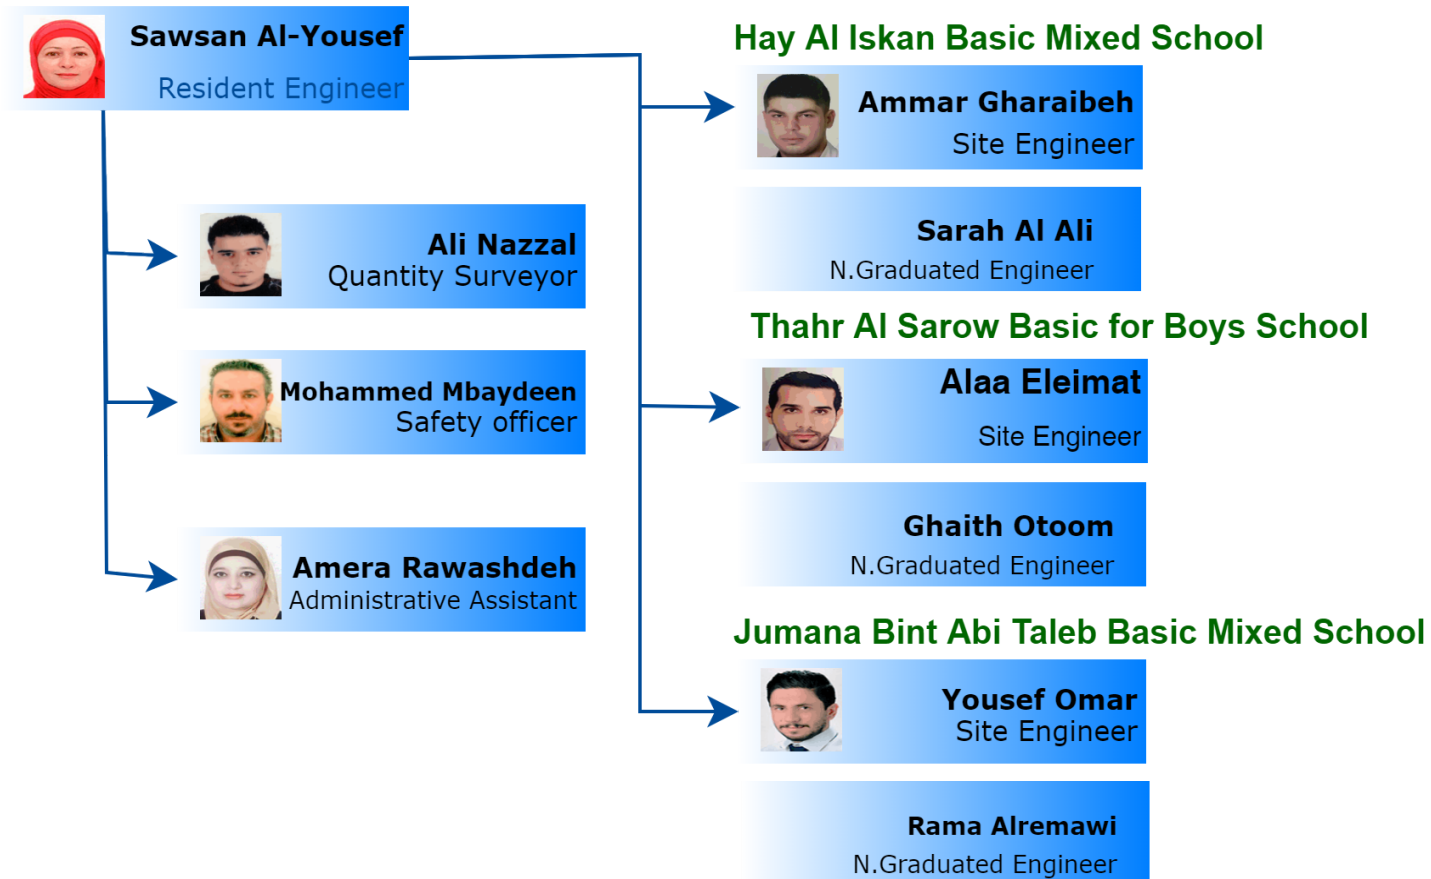 Sawsan Al-Yousef
Resident Engineer
Ali Nazzal
Quantity Surveyor
Mohammed Mbaydeen
Safety officer
Amera Rawashdeh
Administrative Assistant
Hay Al Iskan Basic Mixed School
Ammar Gharaibeh
Site Engineer
Sarah Al Ali
N.Graduated Engineer
Thahr Al Sarow Basic for Boys School
Alaa Eleimat
Site Engineer
Ghaith Otoom
N.Graduated Engineer
Jumana Bint Abi Taleb Basic Mixed School
Yousef Omar
Site Engineer
Rama Alremawi
N.Graduated Engineer